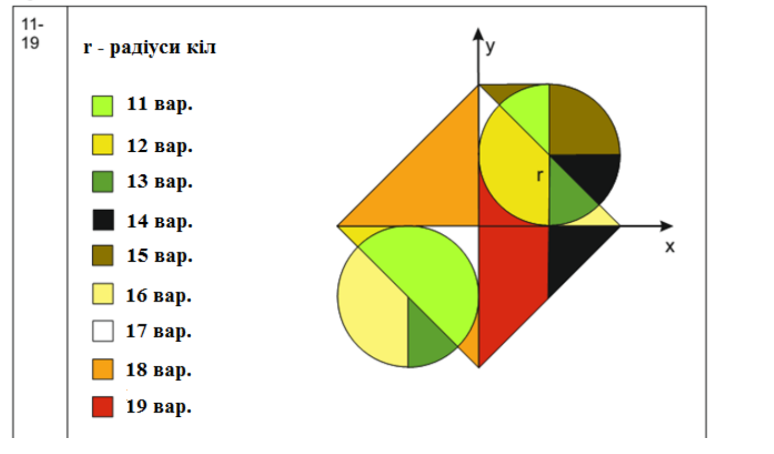 11-
19
r - радіуси кіл
11 вар.
12 вар.
13 вар.
14 вар.
15 вар.
16 вар.
17 вар.
18 вар.
19 вар.
y
r
x